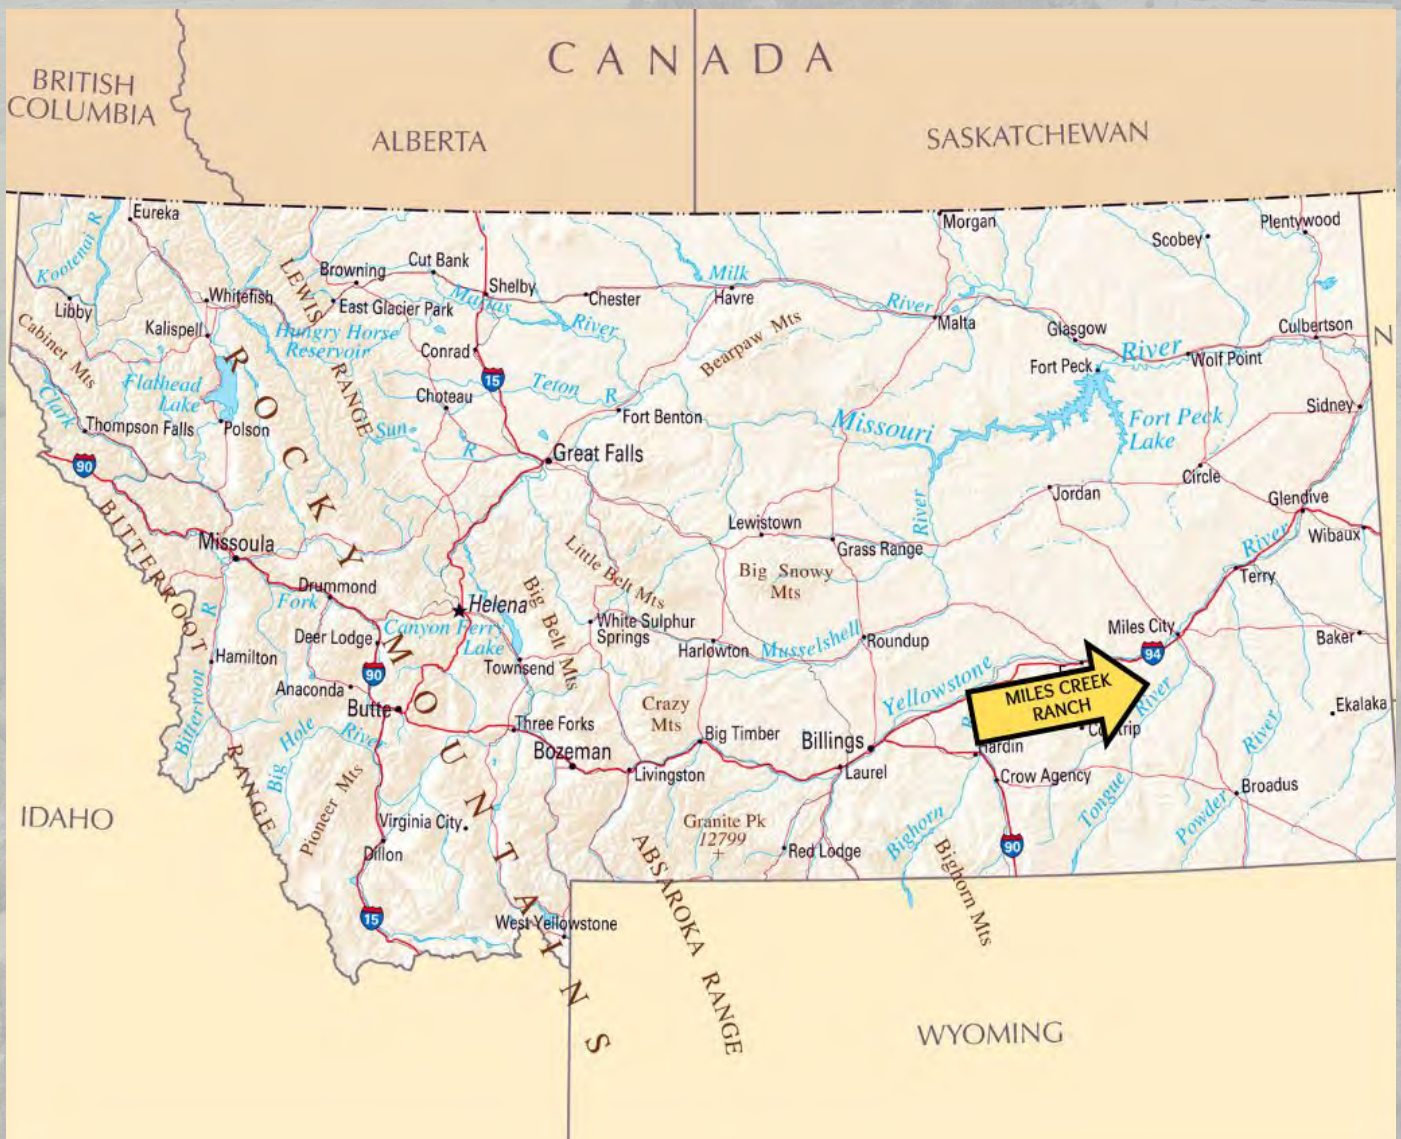 CANADA
BRITISH
COLUMBIA
ALBERTA
SASKATCHEWAN
Eureka
Morgan
Plentywood
Scobey
Kootenai R
LEWIS
RANGE
Browning
Cut Bank
Shelby
Marias
River
Chester
Milk
River
Havre
Malta
Glasgow
Culbertson
N
Libby
Whitefish
East Glacier Park
Kalispell
Hungry Horse
Reservoir
Conrad
Bearpaw Mts
Fort Peck
River
Wolf Point
Cabinet Mts
ROCKY
MOUNTAINS
Flathead
Lake
15
Teton
R
Choteau
Fort Benton
Missouri
Fort Peck
Lake
Sidney
Clark
Thompson Falls
Polson
Sun
R
Great Falls
90
Circle
Jordan
Glendive
BITTERROOT
RANGE
Lewistown
River
Grass Range
River
Wibaux
Missoula
Little Belt Mts
Big Snowy
Mts
Terry
Drummond
Fork
Helena
Big Belt Mts
R
Canyon Ferry
Lake
White Sulphur
Springs
Deer Lodge
Harlowton
Musselshell
Roundup
Miles City
Baker
Hamilton
90
Townsend
94
Yellowstone
MILES CREEK
RANCH
River
Anaconda
Butte
Bitterroot
Crazy
Mts
Ekalaka
Big Hole
River
Three Forks
Bozeman
Big Timber
Billings
Hardin
River
Livingston
Laurel
Crow Agency
Broadus
IDAHO
Pioneer Mts
Virginia City
Granite Pk
12799
Bighorn
Tongue
Powder
Dillon
Red Lodge
90
ABSAROKA RANGE
Bighorn Mts
15
West Yellowstone
WYOMING